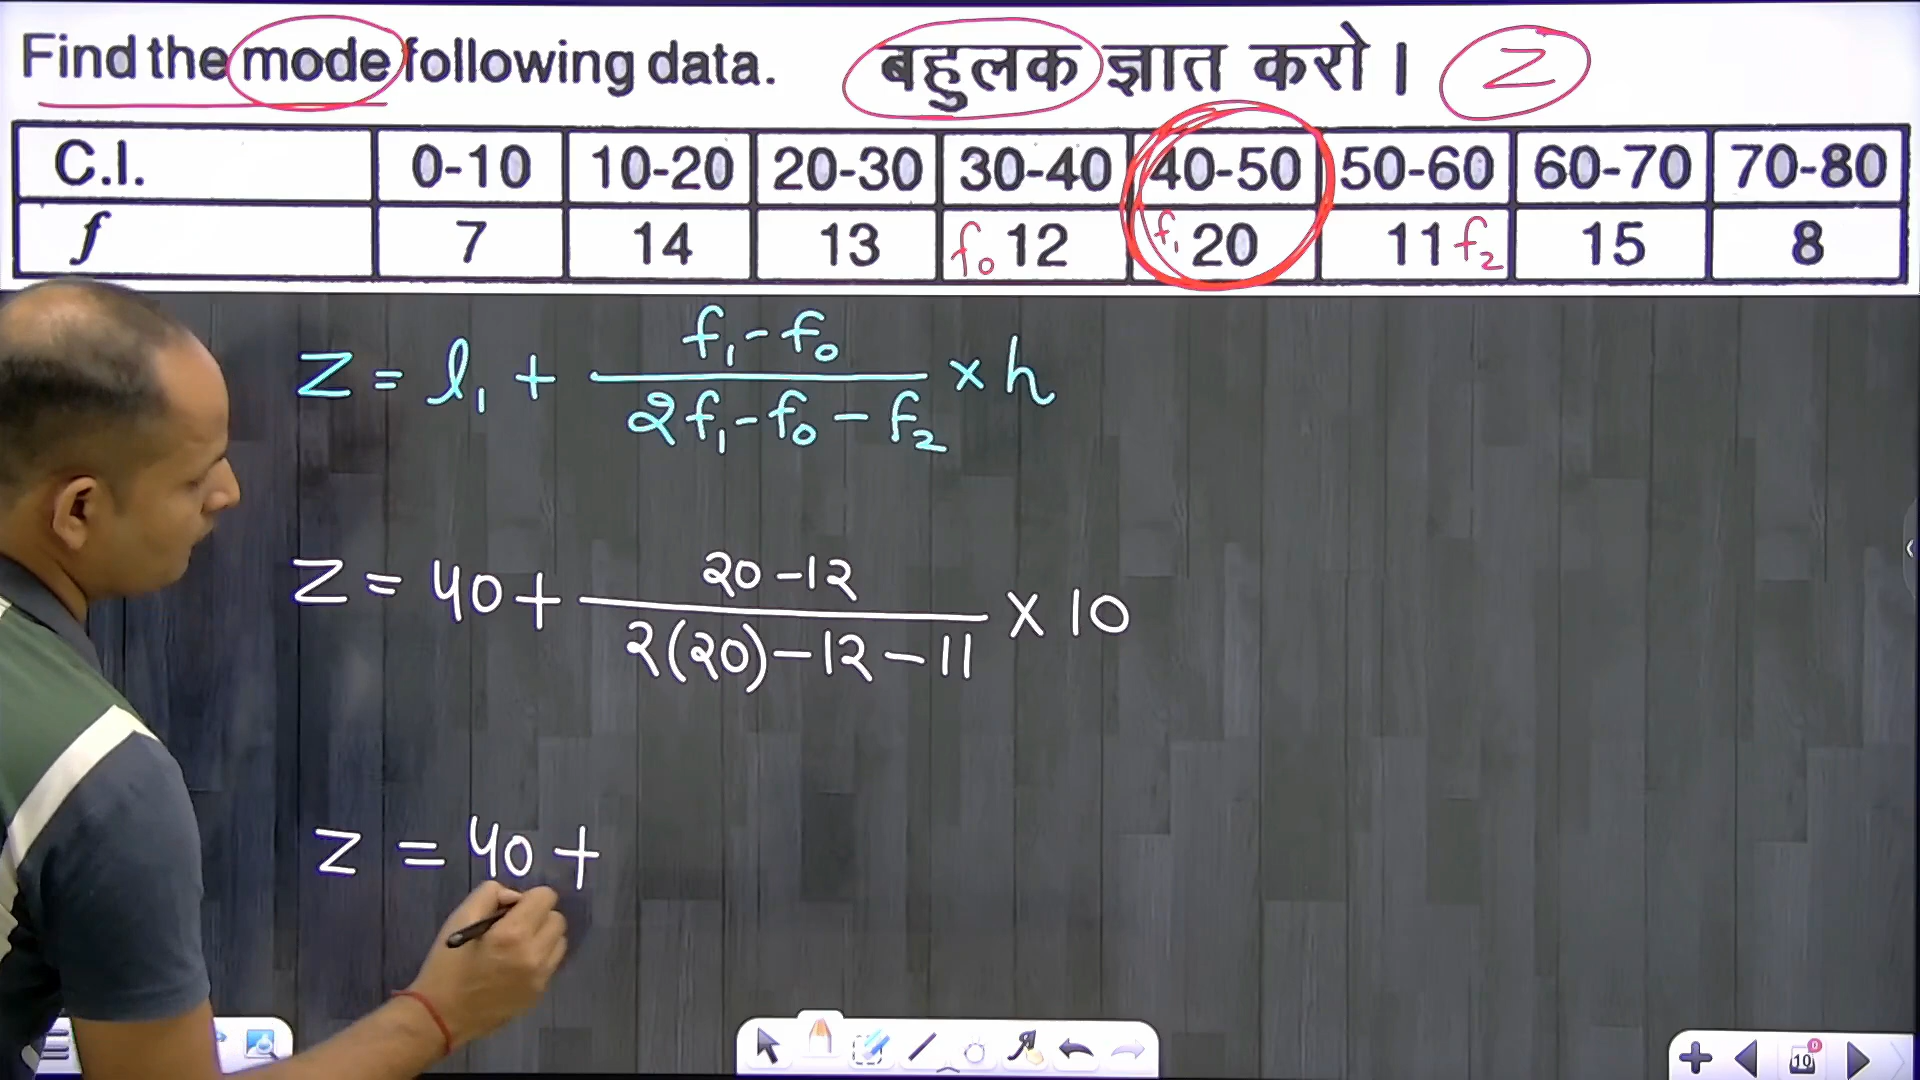 Find the mode following data. बहुलक ज्ञात करो । Z
C.I. 0-10 10-20 20-30 30-40 40-50 50-60 60-70 70-80
f 7 14 13 f₀ 12 f₁ 20 11 f₂ 15 8
Z = l₁ + (f₁ - f₀) / (2f₁ - f₀ - f₂) × h
Z = 40 + (20 - 12) / (2(20) - 12 - 11) × 10
Z = 40 +
10 0